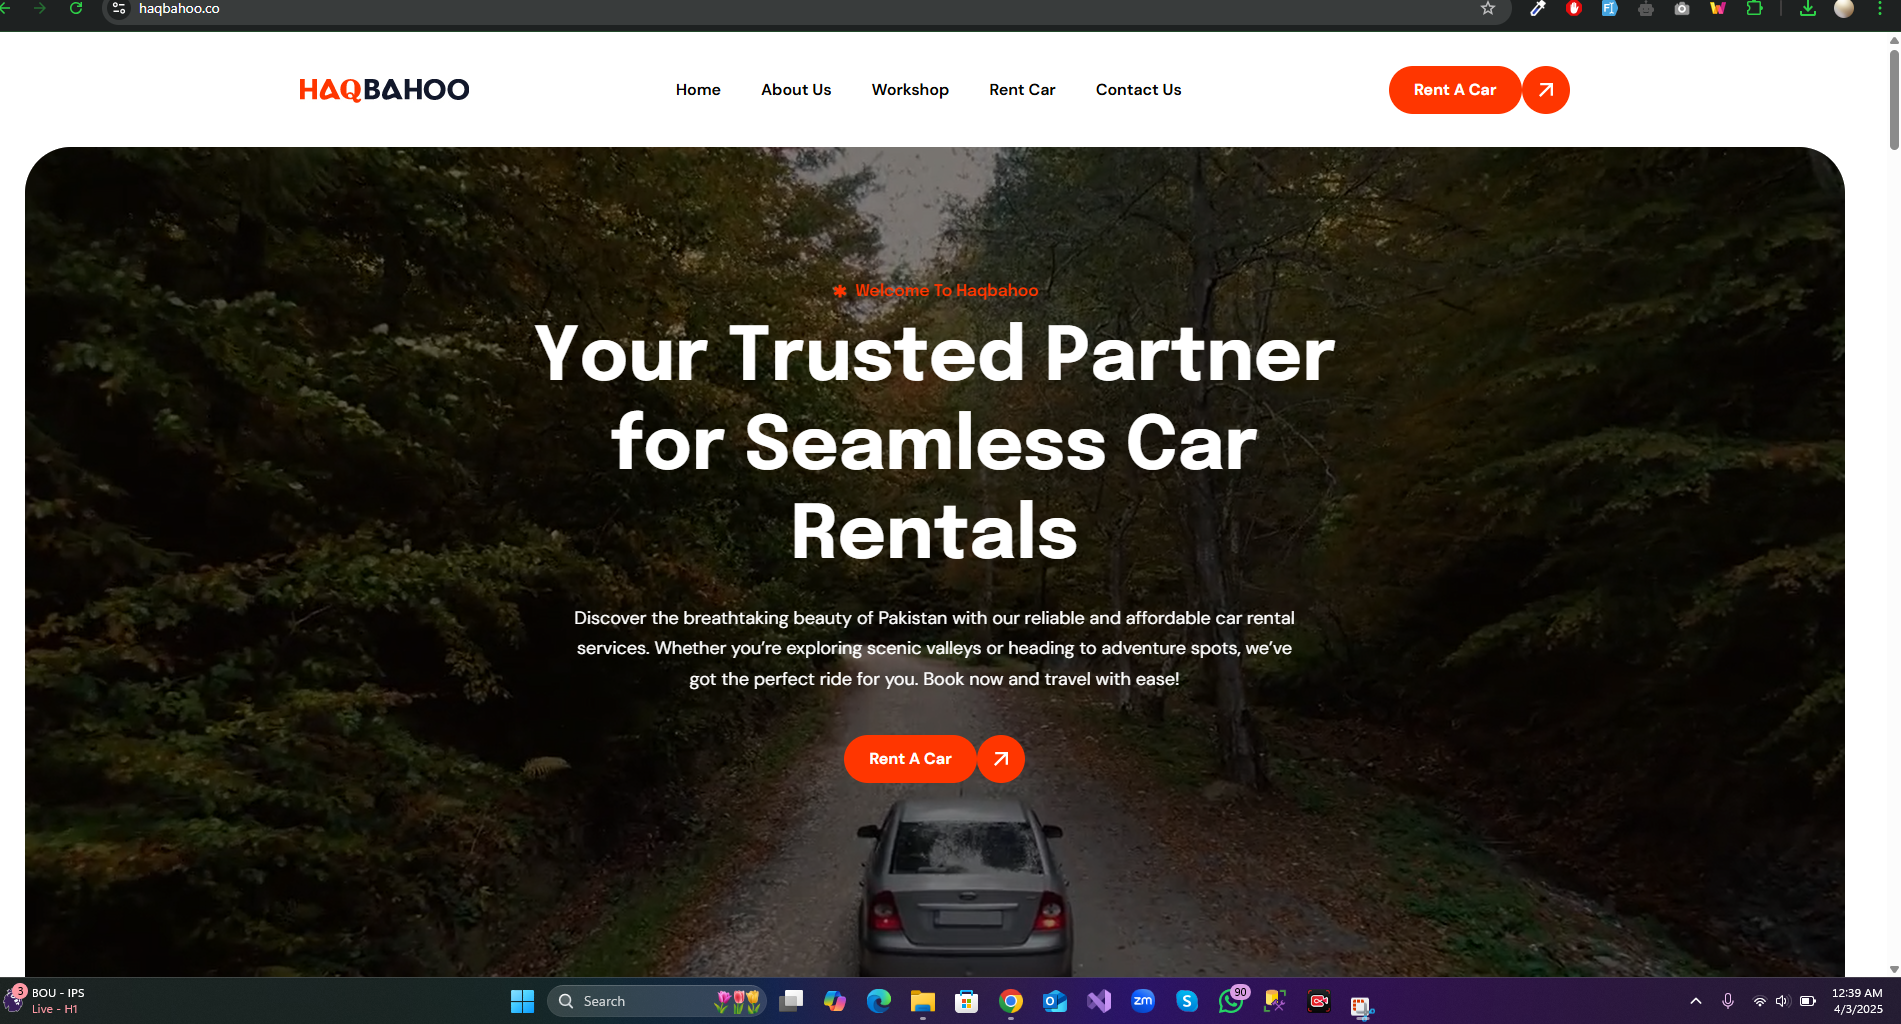 haqbahoo.co
HAQBAHOO
Home
About Us
Workshop
Rent Car
Contact Us
Rent A Car
Welcome To Haqbahoo
Your Trusted Partner
for Seamless Car
Rentals
Discover the breathtaking beauty of Pakistan with our reliable and affordable car rental
services. Whether you’re exploring scenic valleys or heading to adventure spots, we’ve
got the perfect ride for you. Book now and travel with ease!
Rent A Car
3
BOU - IPS
Live - H1
Search
zm
90
12:39 AM
4/3/2025